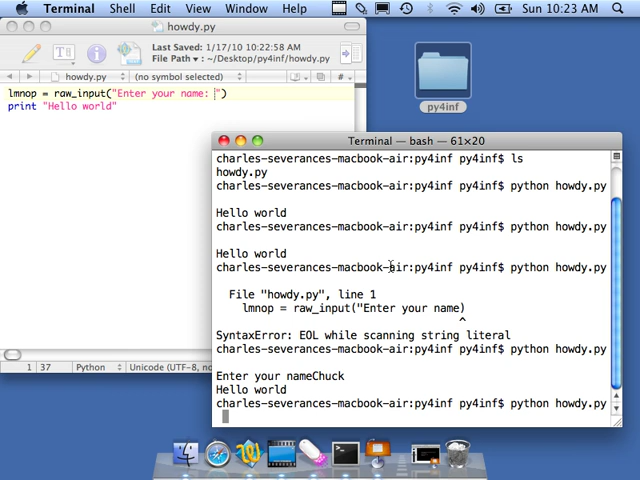 Terminal Shell Edit View Window Help Sun 10:23 AM
howdy.py
Last Saved: 1/17/10 10:22:58 AM
File Path ▾: ~/Desktop/py4inf/howdy.py
howdy.py (no symbol selected)
lmnop = raw_input("Enter your name: ")
print "Hello world"
1 37 Python Unicode (UTF-8, no
py4inf
Terminal — bash — 61×20
charles-severances-macbook-air:py4inf py4inf$ ls
howdy.py
charles-severances-macbook-air:py4inf py4inf$ python howdy.py
Hello world
charles-severances-macbook-air:py4inf py4inf$ python howdy.py
Hello world
charles-severances-macbook-air:py4inf py4inf$ python howdy.py
File "howdy.py", line 1
lmnop = raw_input("Enter your name)
^
SyntaxError: EOL while scanning string literal
charles-severances-macbook-air:py4inf py4inf$ python howdy.py
Enter your nameChuck
Hello world
charles-severances-macbook-air:py4inf py4inf$ python howdy.py